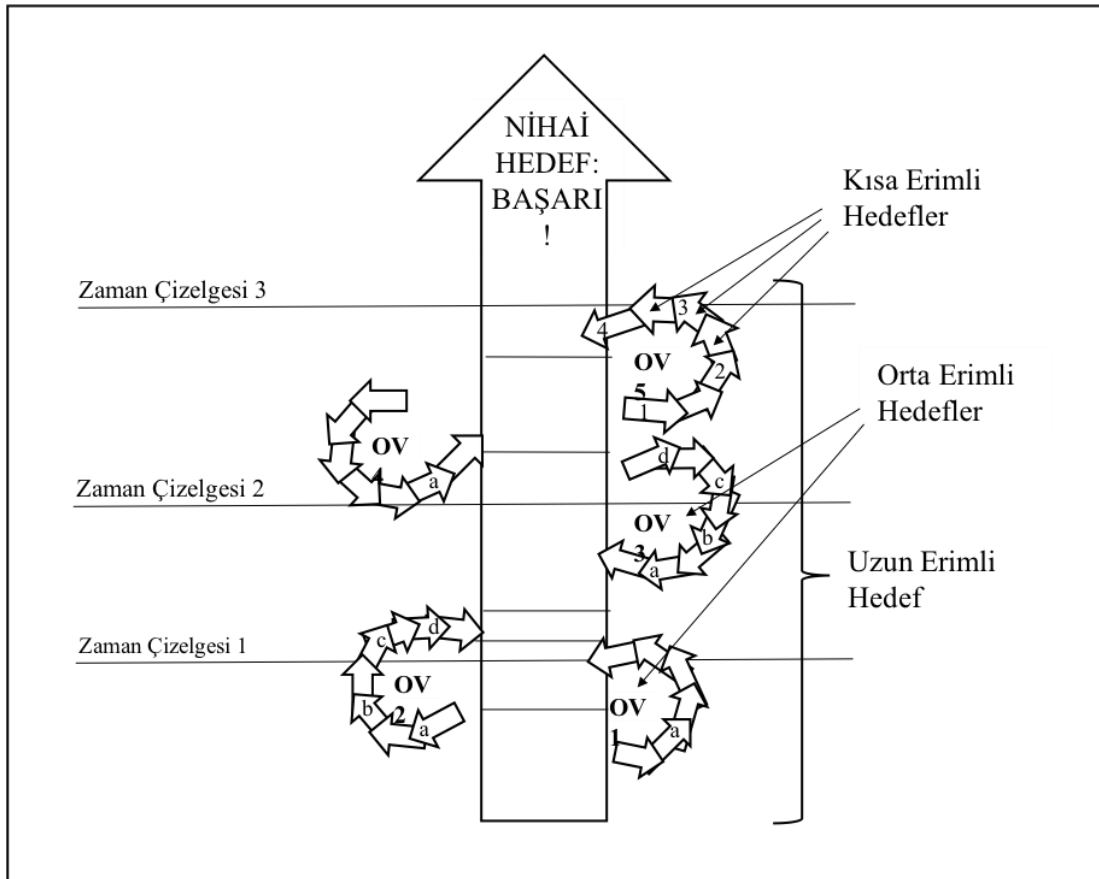 NİHAİ
HEDEF:
BAŞARI
!
Kısa Erimli
Hedefler
Zaman Çizelgesi 3
3
4
OV
5
2
1
Orta Erimli
Hedefler
OV
4
a
d
c
Zaman Çizelgesi 2
OV
3
b
a
Uzun Erimli
Hedef
d
c
Zaman Çizelgesi 1
OV
2
b
a
OV
1
a